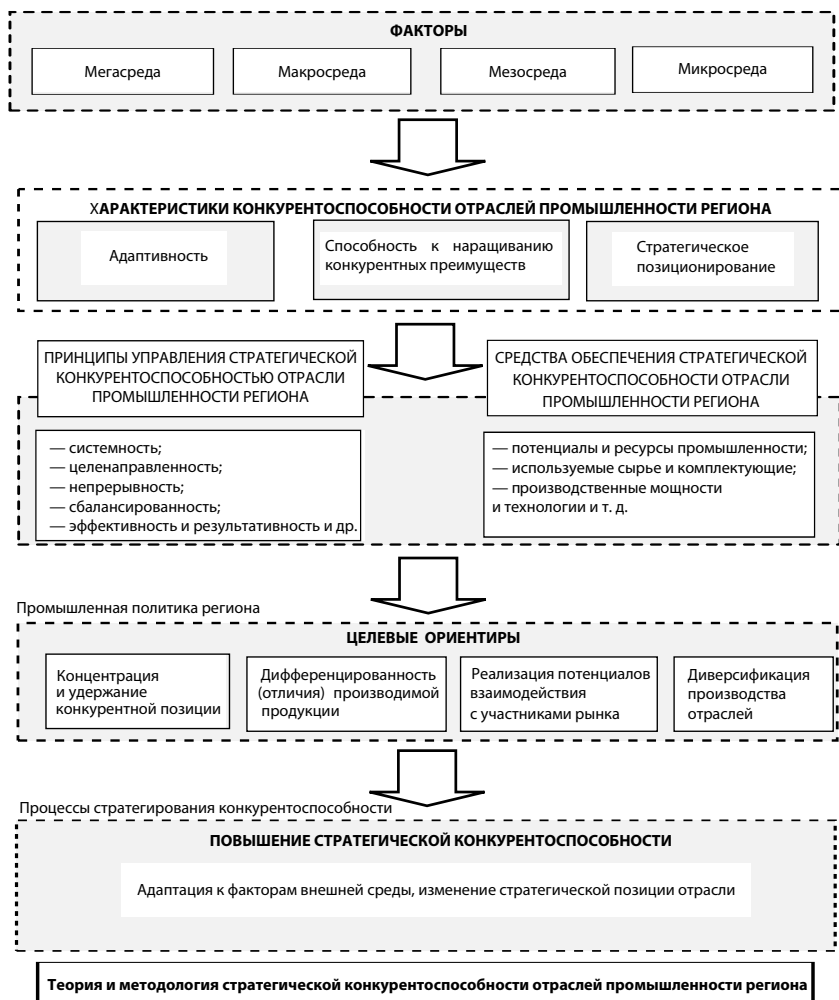 ФАКТОРЫ
Мегасреда
Макросреда
Мезосреда
Микросреда
ХАРАКТЕРИСТИКИ КОНКУРЕНТОСПОСОБНОСТИ ОТРАСЛЕЙ ПРОМЫШЛЕННОСТИ РЕГИОНА
Адаптивность
Способность к наращиванию
конкурентных преимуществ
Стратегическое
позиционирование
ПРИНЦИПЫ УПРАВЛЕНИЯ СТРАТЕГИЧЕСКОЙ
КОНКУРЕНТОСПОСОБНОСТЬЮ ОТРАСЛИ
ПРОМЫШЛЕННОСТИ РЕГИОНА
— системность;
— целенаправленность;
— непрерывность;
— сбалансированность;
— эффективность и результативность и др.
СРЕДСТВА ОБЕСПЕЧЕНИЯ СТРАТЕГИЧЕСКОЙ
КОНКУРЕНТОСПОСОБНОСТИ ОТРАСЛИ
ПРОМЫШЛЕННОСТИ РЕГИОНА
— потенциалы и ресурсы промышленности;
— используемые сырье и комплектующие;
— производственные мощности
и технологии и т. д.
Промышленная политика региона
ЦЕЛЕВЫЕ ОРИЕНТИРЫ
Концентрация
и удержание
конкурентной позиции
Дифференцированность
(отличия) производимой
продукции
Реализация потенциалов
взаимодействия
с участниками рынка
Диверсификация
производства
отраслей
Процессы стратегирования конкурентоспособности
ПОВЫШЕНИЕ СТРАТЕГИЧЕСКОЙ КОНКУРЕНТОСПОСОБНОСТИ
Адаптация к факторам внешней среды, изменение стратегической позиции отрасли
Теория и методология стратегической конкурентоспособности отраслей промышленности региона